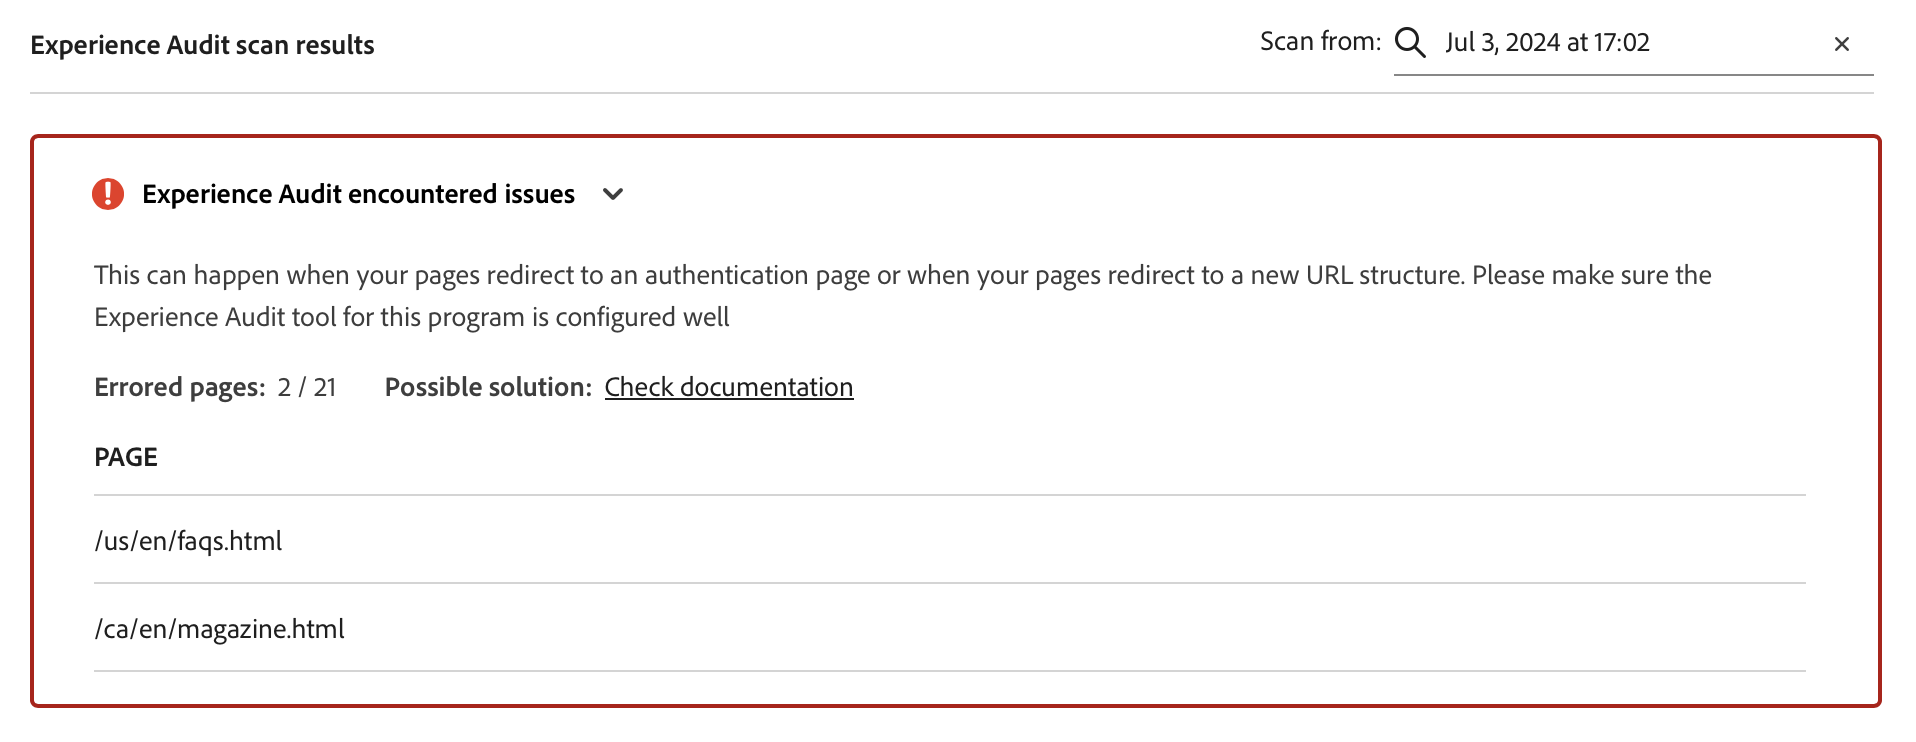 Experience Audit scan results
Scan from: Jul 3, 2024 at 17:02
Experience Audit encountered issues
This can happen when your pages redirect to an authentication page or when your pages redirect to a new URL structure. Please make sure the
Experience Audit tool for this program is configured well
Errored pages: 2 / 21 Possible solution: Check documentation
PAGE
/us/en/faqs.html
/ca/en/magazine.html